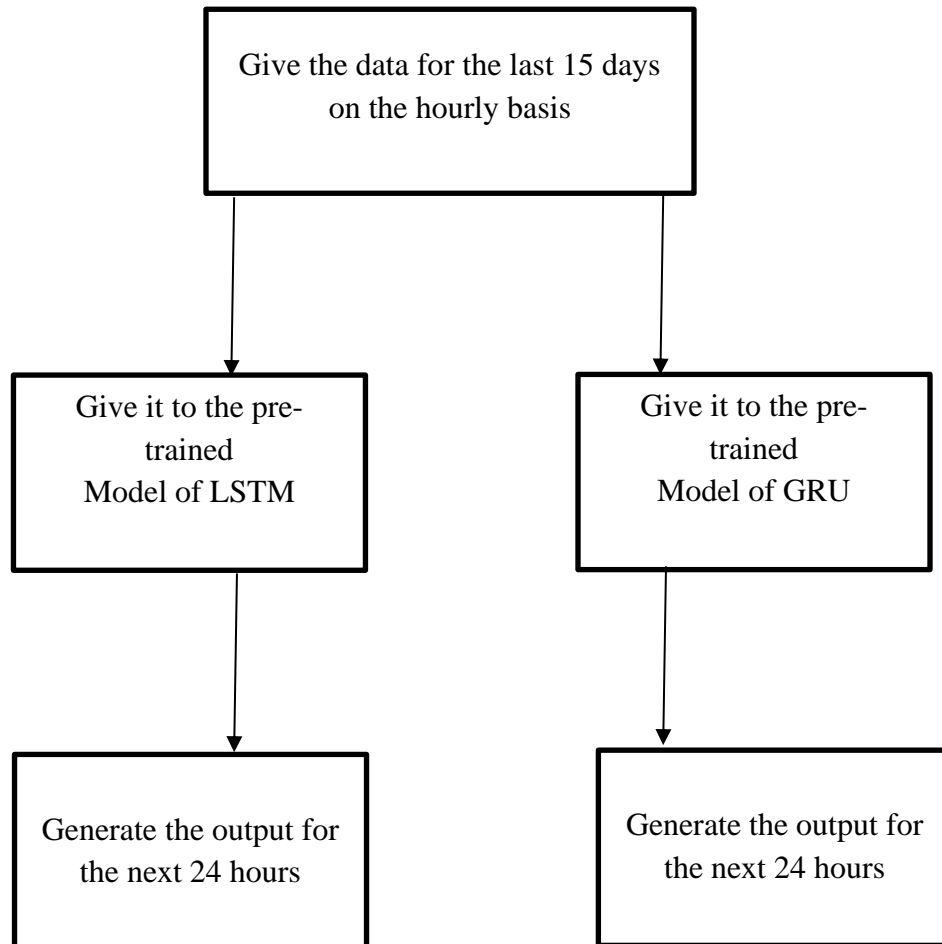 Give the data for the last 15 days
on the hourly basis
Give it to the pre-
trained
Model of LSTM
Give it to the pre-
trained
Model of GRU
Generate the output for
the next 24 hours
Generate the output for
the next 24 hours